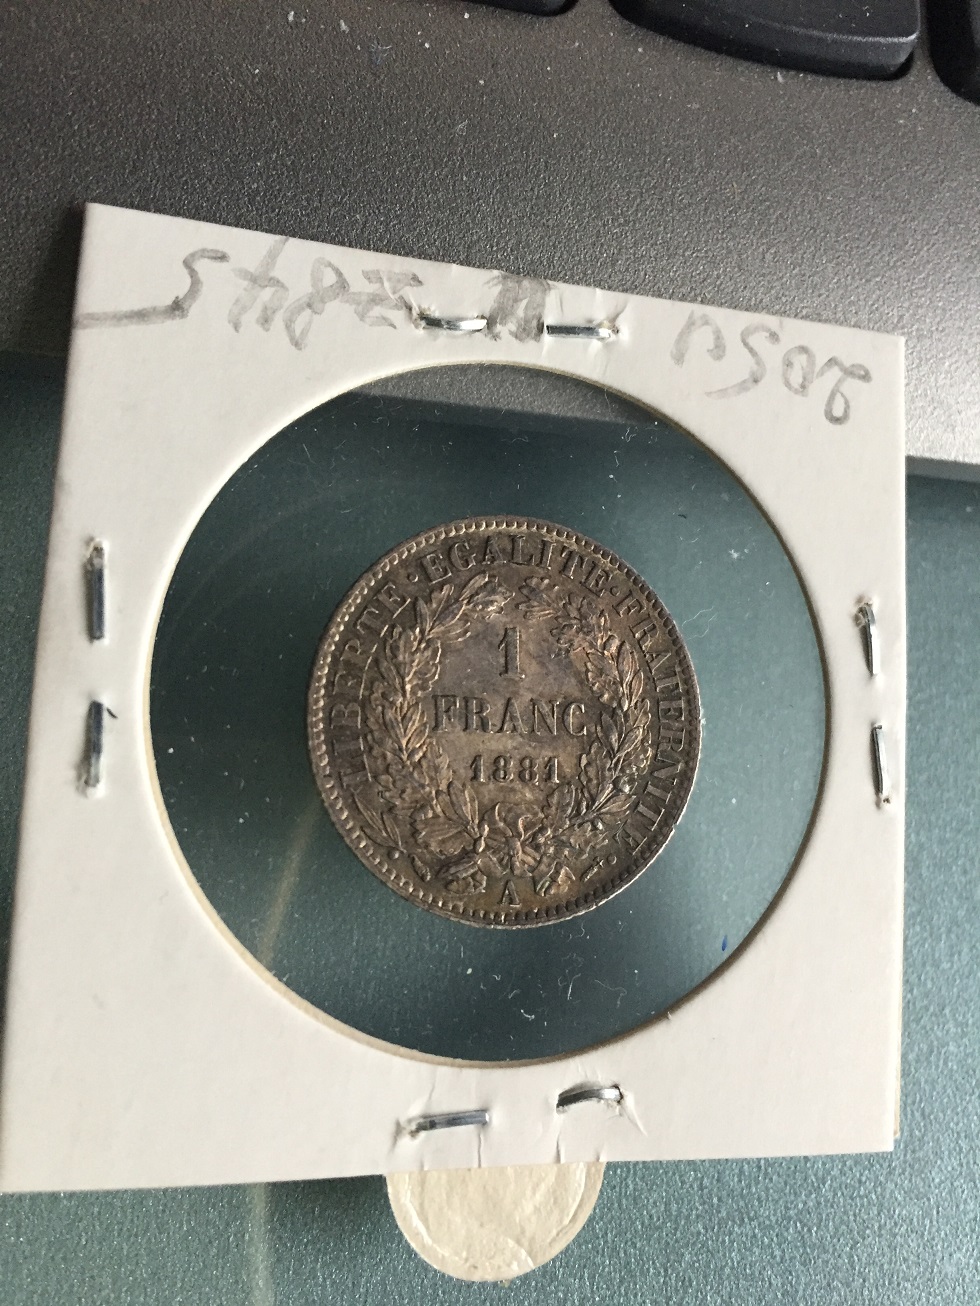 LIBERTE · EGALITE · FRATERNITE
1
FRANC
1881
A